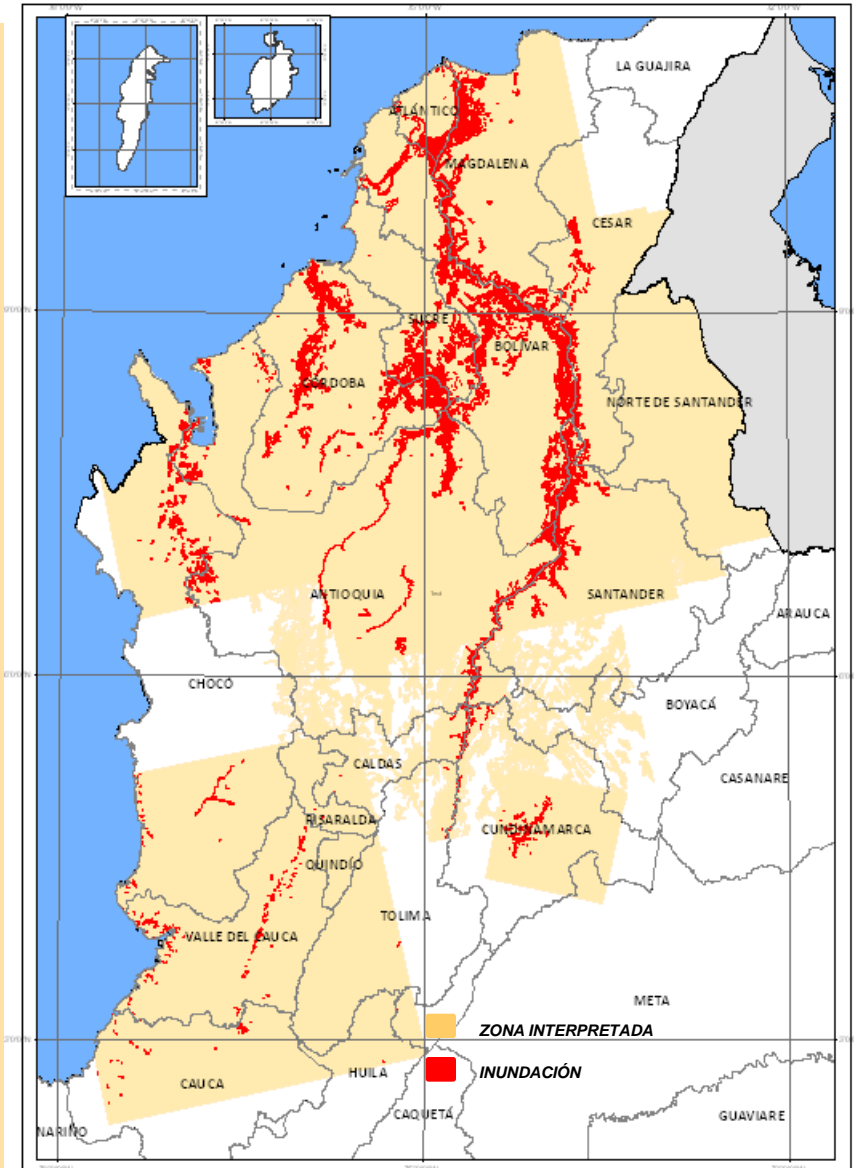 LA GUAJIRA
ATLÁNTICO
MAGDALENA
CESAR
SUCRE
BOLÍVAR
CÓRDOBA
NORTE DE SANTANDER
ANTIOQUIA
SANTANDER
ARAUCA
CHOCÓ
BOYACÁ
CALDAS
CASANARE
RISARALDA
CUNDINAMARCA
QUINDÍO
TOLIMA
VALLE DEL CAUCA
META
ZONA INTERPRETADA
HUILA
INUNDACIÓN
CAUCA
CAQUETÁ
GUAVIARE
NARIÑO